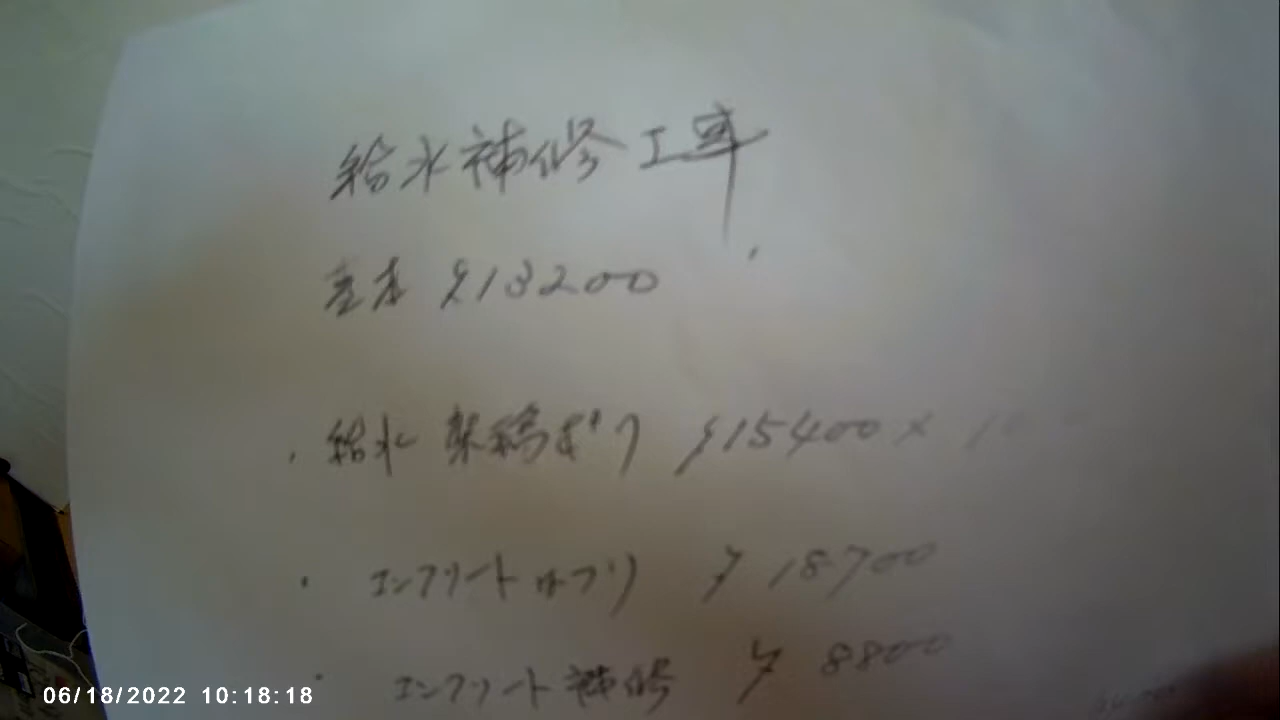 給水補修工事
基本 ¥13200
・給水 架橋ポリ ¥15400 ×
・コンクリートハツリ ¥18700
・コンクリート補修 ¥8800
06/18/2022 10:18:18